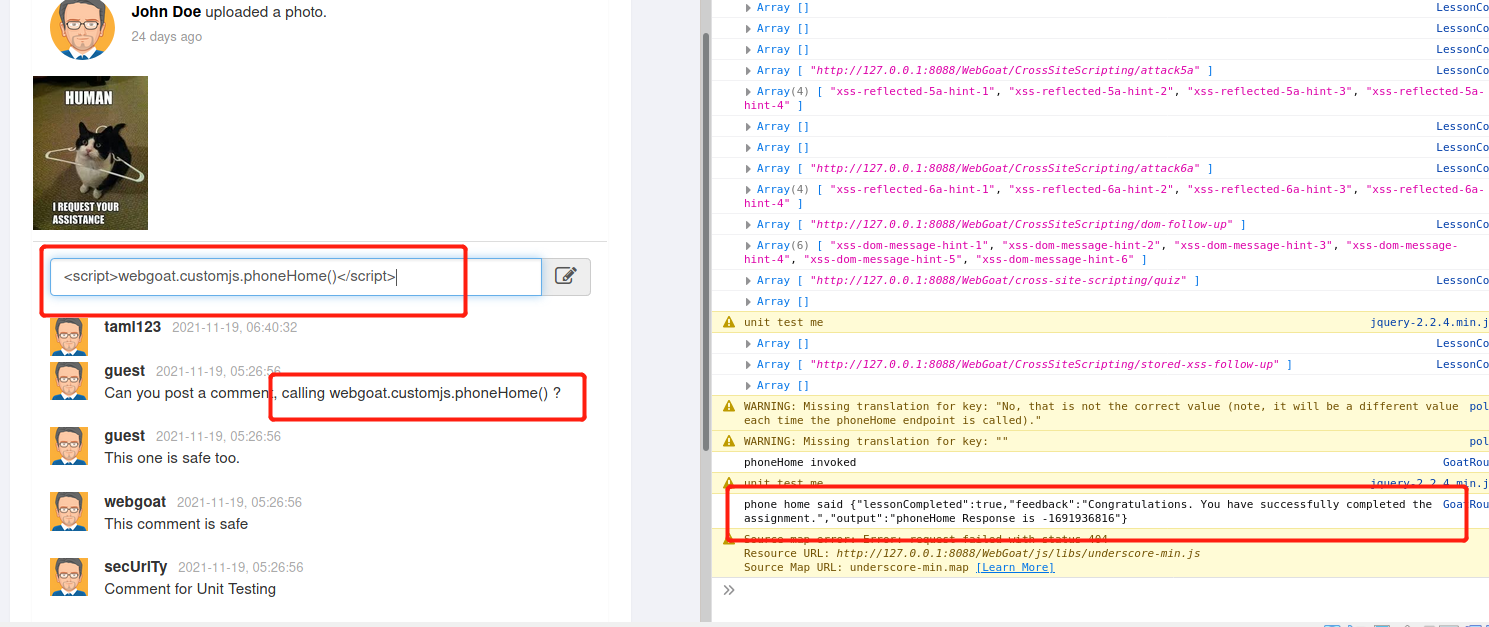 John Doe uploaded a photo.
24 days ago
HUMAN
I REQUEST YOUR
ASSISTANCE
<script>webgoat.customjs.phoneHome()</script>
tami123 2021-11-19, 06:40:32
guest 2021-11-19, 05:26:56
Can you post a comment, calling webgoat.customjs.phoneHome() ?
guest 2021-11-19, 05:26:56
This one is safe too.
webgoat 2021-11-19, 05:26:56
This comment is safe
secUrITy 2021-11-19, 05:26:56
Comment for Unit Testing
Array [] LessonCo
Array [] LessonCo
Array [] LessonCo
Array [ "http://127.0.0.1:8088/WebGoat/CrossSiteScripting/attack5a" ] LessonCo
Array(4) [ "xss-reflected-5a-hint-1", "xss-reflected-5a-hint-2", "xss-reflected-5a-hint-3", "xss-reflected-5a-
hint-4" ]
Array [] LessonCo
Array [] LessonCo
Array [ "http://127.0.0.1:8088/WebGoat/CrossSiteScripting/attack6a" ] LessonCo
Array(4) [ "xss-reflected-6a-hint-1", "xss-reflected-6a-hint-2", "xss-reflected-6a-hint-3", "xss-reflected-6a-
hint-4" ]
Array [ "http://127.0.0.1:8088/WebGoat/CrossSiteScripting/dom-follow-up" ] LessonCo
Array(6) [ "xss-dom-message-hint-1", "xss-dom-message-hint-2", "xss-dom-message-hint-3", "xss-dom-message-
hint-4", "xss-dom-message-hint-5", "xss-dom-message-hint-6" ]
Array [ "http://127.0.0.1:8088/WebGoat/cross-site-scripting/quiz" ] LessonCo
Array []
unit test me jquery-2.2.4.min.j
Array [] LessonCo
Array [ "http://127.0.0.1:8088/WebGoat/CrossSiteScripting/stored-xss-follow-up" ] LessonCo
Array []
WARNING: Missing translation for key: "No, that is not the correct value (note, it will be a different value pol
each time the phoneHome endpoint is called)."
WARNING: Missing translation for key: "" pol
phoneHome invoked GoatRou
unit test me jquery-2.2.4.min.j
phone home said {"lessonCompleted":true,"feedback":"Congratulations. You have successfully completed the GoatRou
assignment.","output":"phoneHome Response is -1691936816"}
Source map error: Error: request failed with status 404
Resource URL: http://127.0.0.1:8088/WebGoat/js/libs/underscore-min.js
Source Map URL: underscore-min.map [Learn More]